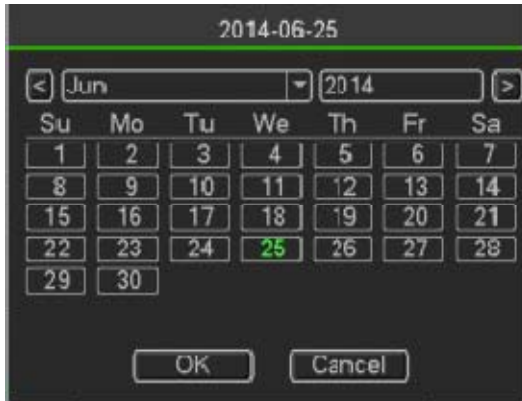 2014-06-25
< Jun 2014 >
Su Mo Tu We Th Fr Sa
1 2 3 4 5 6 7
8 9 10 11 12 13 14
15 16 17 18 19 20 21
22 23 24 25 26 27 28
29 30
OK Cancel